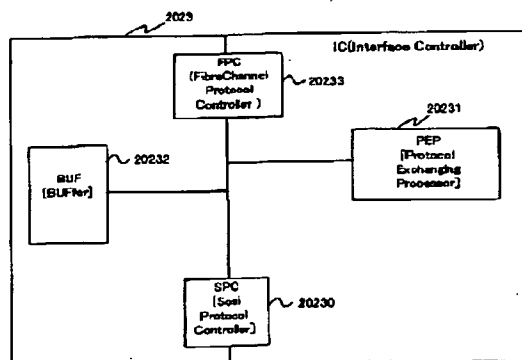 2023
IC(Interface Controller)
FPC
(FibreChannel
Protocol
Controller )
20233
20231
PEP
[Protocol
Exchanging
Processor]
20232
BUF
[BUFfer]
SPC
[Scsi
Protocol
Controller]
20230